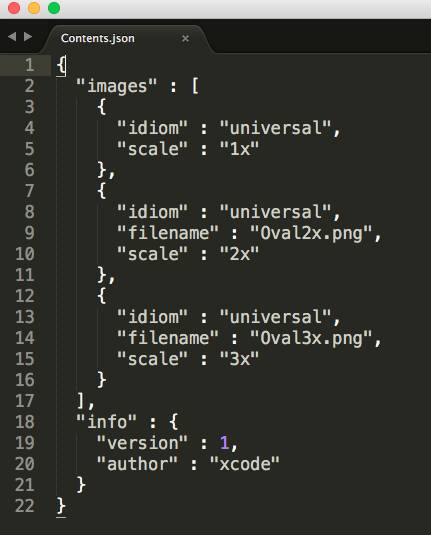 Contents.json ×
1 {
2   "images" : [
3     {
4       "idiom" : "universal",
5       "scale" : "1x"
6     },
7     {
8       "idiom" : "universal",
9       "filename" : "Oval2x.png",
10       "scale" : "2x"
11     },
12     {
13       "idiom" : "universal",
14       "filename" : "Oval3x.png",
15       "scale" : "3x"
16     }
17   ],
18   "info" : {
19     "version" : 1,
20     "author" : "xcode"
21   }
22 }